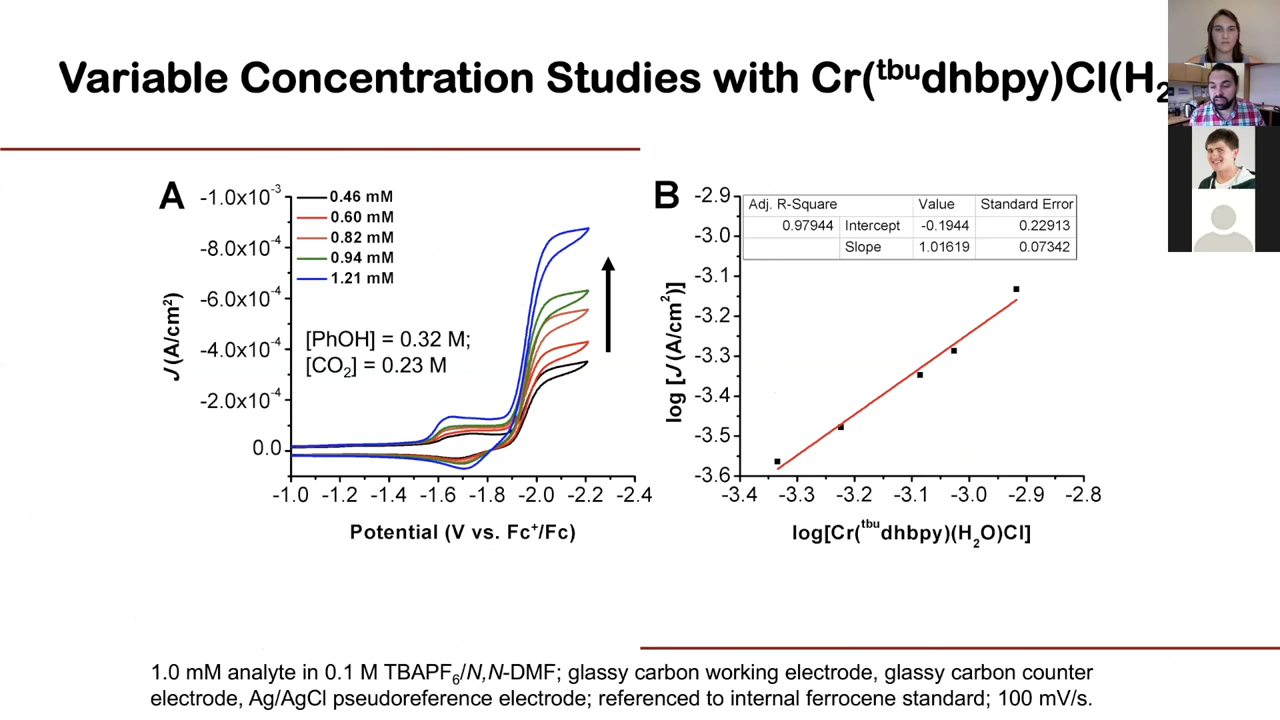 Variable Concentration Studies with Cr(ᵗᵇᵘdhbpy)Cl(H₂
A
-1.0x10⁻³
-8.0x10⁻⁴
-6.0x10⁻⁴
-4.0x10⁻⁴
-2.0x10⁻⁴
0.0
J (A/cm²)
0.46 mM
0.60 mM
0.82 mM
0.94 mM
1.21 mM
[PhOH] = 0.32 M;
[CO₂] = 0.23 M
-1.0 -1.2 -1.4 -1.6 -1.8 -2.0 -2.2 -2.4
Potential (V vs. Fc⁺/Fc)
B
-2.9
-3.0
-3.1
-3.2
-3.3
-3.4
-3.5
-3.6
log [J (A/cm²)]
Adj. R-Square Value Standard Error
0.97944 Intercept -0.1944 0.22913
Slope 1.01619 0.07342
-3.4 -3.3 -3.2 -3.1 -3.0 -2.9 -2.8
log[Cr(ᵗᵇᵘdhbpy)(H₂O)Cl]
1.0 mM analyte in 0.1 M TBAPF₆/N,N-DMF; glassy carbon working electrode, glassy carbon counter
electrode, Ag/AgCl pseudoreference electrode; referenced to internal ferrocene standard; 100 mV/s.